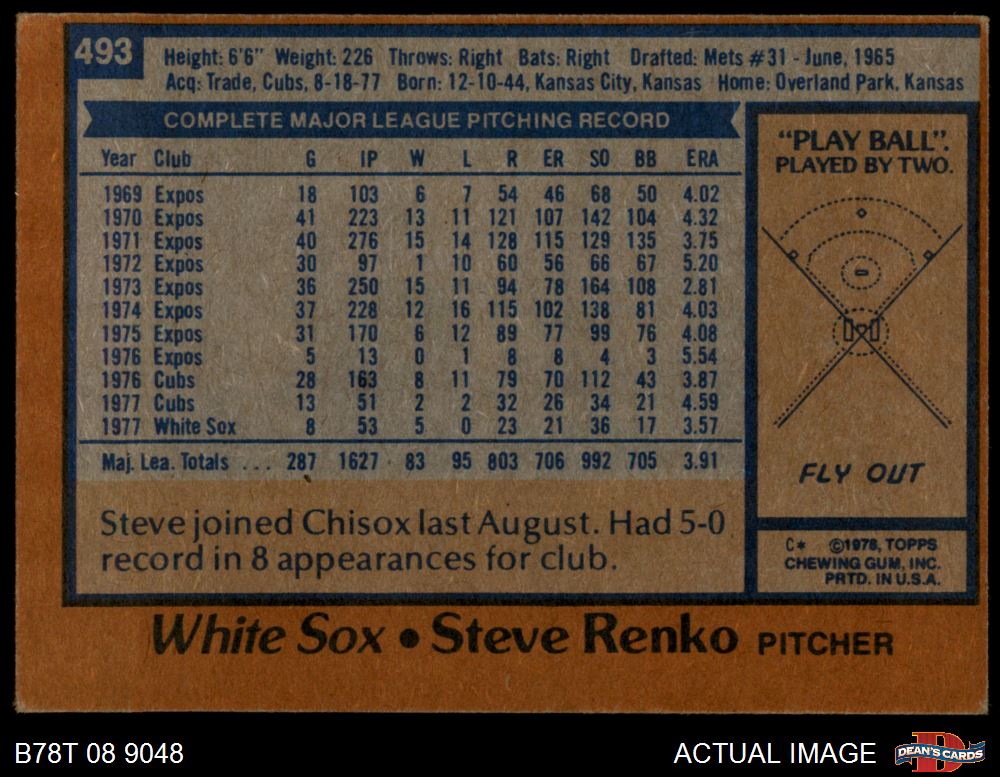 493
Height: 6'6" Weight: 226 Throws: Right Bats: Right Drafted: Mets #31 - June, 1965
Acq: Trade, Cubs, 8-18-77 Born: 12-10-44, Kansas City, Kansas Home: Overland Park, Kansas
COMPLETE MAJOR LEAGUE PITCHING RECORD
Year Club G IP W L R ER SO BB ERA
1969 Expos 18 103 6 7 54 46 68 50 4.02
1970 Expos 41 223 13 11 121 107 142 104 4.32
1971 Expos 40 276 15 14 128 115 129 135 3.75
1972 Expos 30 97 1 10 60 56 66 67 5.20
1973 Expos 36 250 15 11 94 78 164 108 2.81
1974 Expos 37 228 12 16 115 102 138 81 4.03
1975 Expos 31 170 6 12 89 77 99 76 4.08
1976 Expos 5 13 0 1 8 8 4 3 5.54
1976 Cubs 28 163 8 11 79 70 112 43 3.87
1977 Cubs 13 51 2 2 32 26 34 21 4.59
1977 White Sox 8 53 5 0 23 21 36 17 3.57
Maj. Lea. Totals ... 287 1627 83 95 803 706 992 705 3.91
Steve joined Chisox last August. Had 5-0
record in 8 appearances for club.
"PLAY BALL".
PLAYED BY TWO.
FLY OUT
C* ©1978, TOPPS
CHEWING GUM, INC.
PRTD. IN U.S.A.
White Sox • Steve Renko PITCHER
B78T 08 9048
ACTUAL IMAGE
DEAN'S CARDS